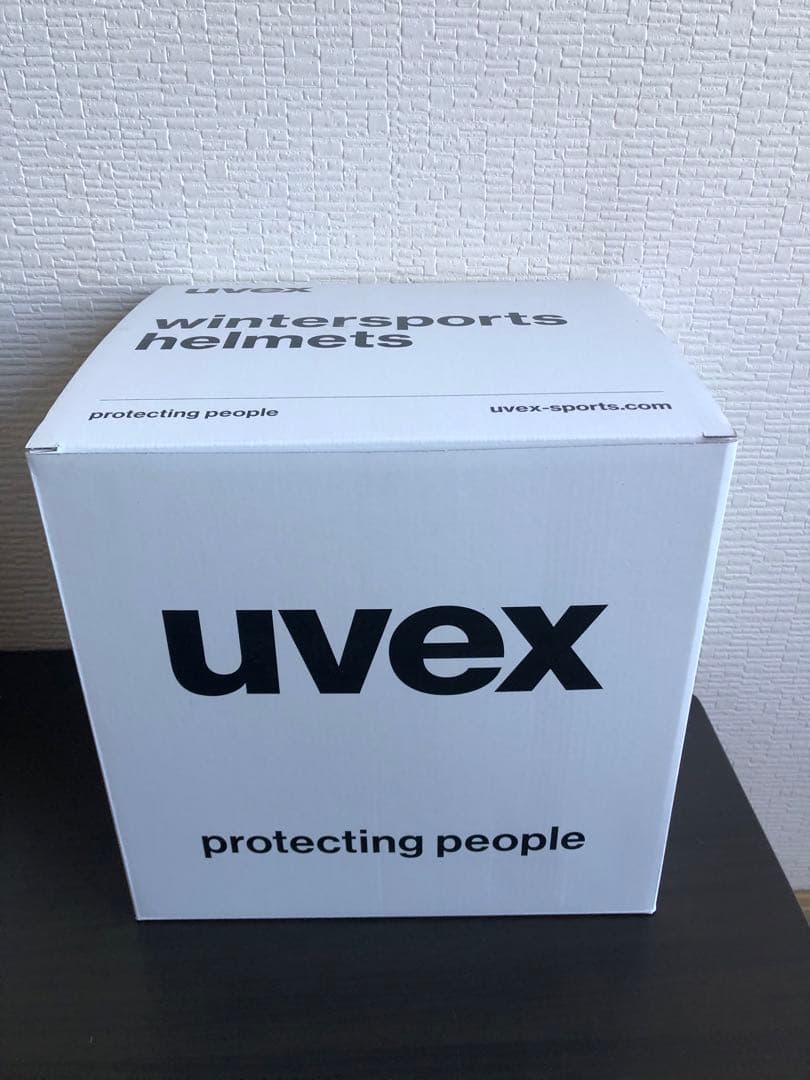 uvex
wintersports
helmets
protecting people
uvex-sports.com
uvex
protecting people